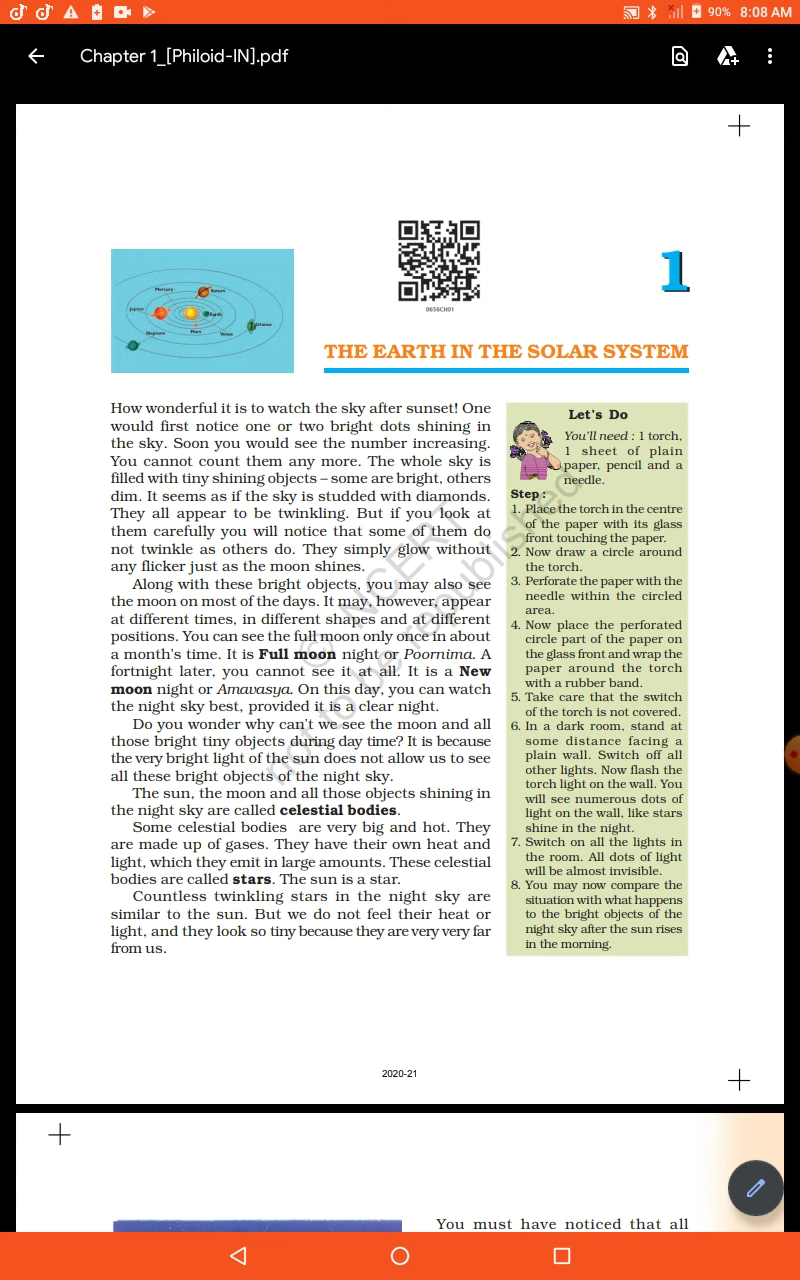 90% 8:08 AM
Chapter 1_[Philoid-IN].pdf
0656CH01
1
Mercury
Saturn
Jupiter
Earth
Uranus
Neptune
Mars
Venus
THE EARTH IN THE SOLAR SYSTEM
How wonderful it is to watch the sky after sunset! One
would first notice one or two bright dots shining in
the sky. Soon you would see the number increasing.
You cannot count them any more. The whole sky is
filled with tiny shining objects – some are bright, others
dim. It seems as if the sky is studded with diamonds.
They all appear to be twinkling. But if you look at
them carefully you will notice that some of them do
not twinkle as others do. They simply glow without
any flicker just as the moon shines.
Along with these bright objects, you may also see
the moon on most of the days. It may, however, appear
at different times, in different shapes and at different
positions. You can see the full moon only once in about
a month's time. It is Full moon night or Poornima. A
fortnight later, you cannot see it at all. It is a New
moon night or Amavasya. On this day, you can watch
the night sky best, provided it is a clear night.
Do you wonder why can't we see the moon and all
those bright tiny objects during day time? It is because
the very bright light of the sun does not allow us to see
all these bright objects of the night sky.
The sun, the moon and all those objects shining in
the night sky are called celestial bodies.
Some celestial bodies are very big and hot. They
are made up of gases. They have their own heat and
light, which they emit in large amounts. These celestial
bodies are called stars. The sun is a star.
Countless twinkling stars in the night sky are
similar to the sun. But we do not feel their heat or
light, and they look so tiny because they are very very far
from us.
Let's Do
You'll need : 1 torch,
1 sheet of plain
paper, pencil and a
needle.
Step :
1. Place the torch in the centre
of the paper with its glass
front touching the paper.
2. Now draw a circle around
the torch.
3. Perforate the paper with the
needle within the circled
area.
4. Now place the perforated
circle part of the paper on
the glass front and wrap the
paper around the torch
with a rubber band.
5. Take care that the switch
of the torch is not covered.
6. In a dark room, stand at
some distance facing a
plain wall. Switch off all
other lights. Now flash the
torch light on the wall. You
will see numerous dots of
light on the wall, like stars
shine in the night.
7. Switch on all the lights in
the room. All dots of light
will be almost invisible.
8. You may now compare the
situation with what happens
to the bright objects of the
night sky after the sun rises
in the morning.
© NCERT
not to be republished
2020-21
You must have noticed that all